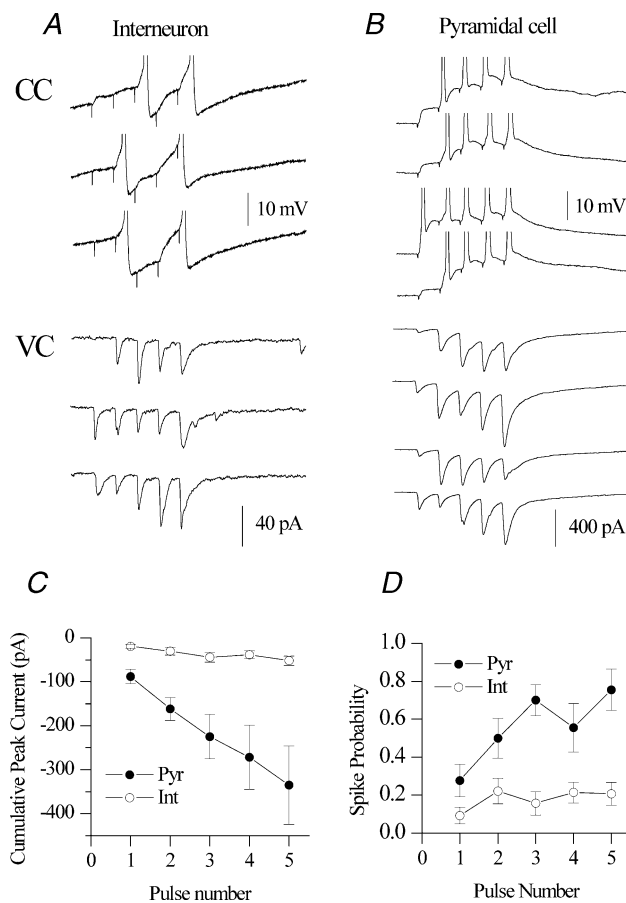 A
Interneuron
B
Pyramidal cell
CC
10 mV
10 mV
VC
40 pA
400 pA
C
D
Cumulative Peak Current (pA)
0
-100
-200
-300
-400
Pyr
Int
0 1 2 3 4 5
Pulse number
Spike Probability
1.0
0.8
0.6
0.4
0.2
0.0
Pyr
Int
0 1 2 3 4 5
Pulse Number